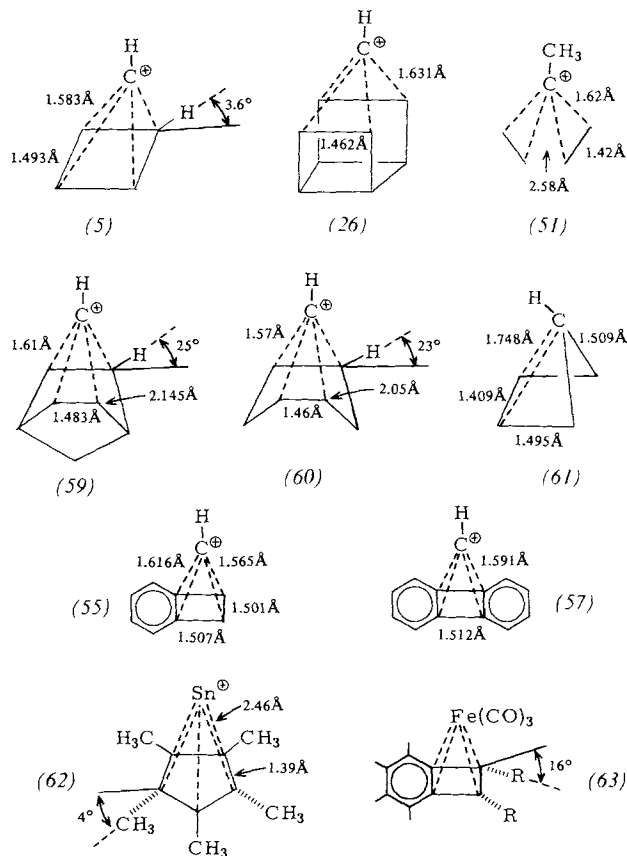 H
C⊕
1.583Å
H
3.6°
1.493Å
(5)
H
C⊕
1.631Å
1.462Å
(26)
CH₃
C⊕
1.62Å
1.42Å
2.58Å
(51)
H
C⊕
1.61Å
H
25°
2.145Å
1.483Å
(59)
H
C⊕
1.57Å
H
23°
2.05Å
1.46Å
(60)
H
C
1.748Å
1.509Å
1.409Å
1.495Å
(61)
H
C⊕
1.616Å 1.565Å
(55)
1.501Å
1.507Å
H
C⊕
1.591Å
(57)
1.512Å
Sn⊕
2.46Å
H₃C CH₃
(62)
1.39Å
4°
CH₃
CH₃
CH₃
Fe(CO)₃
R
16°
(63)
R